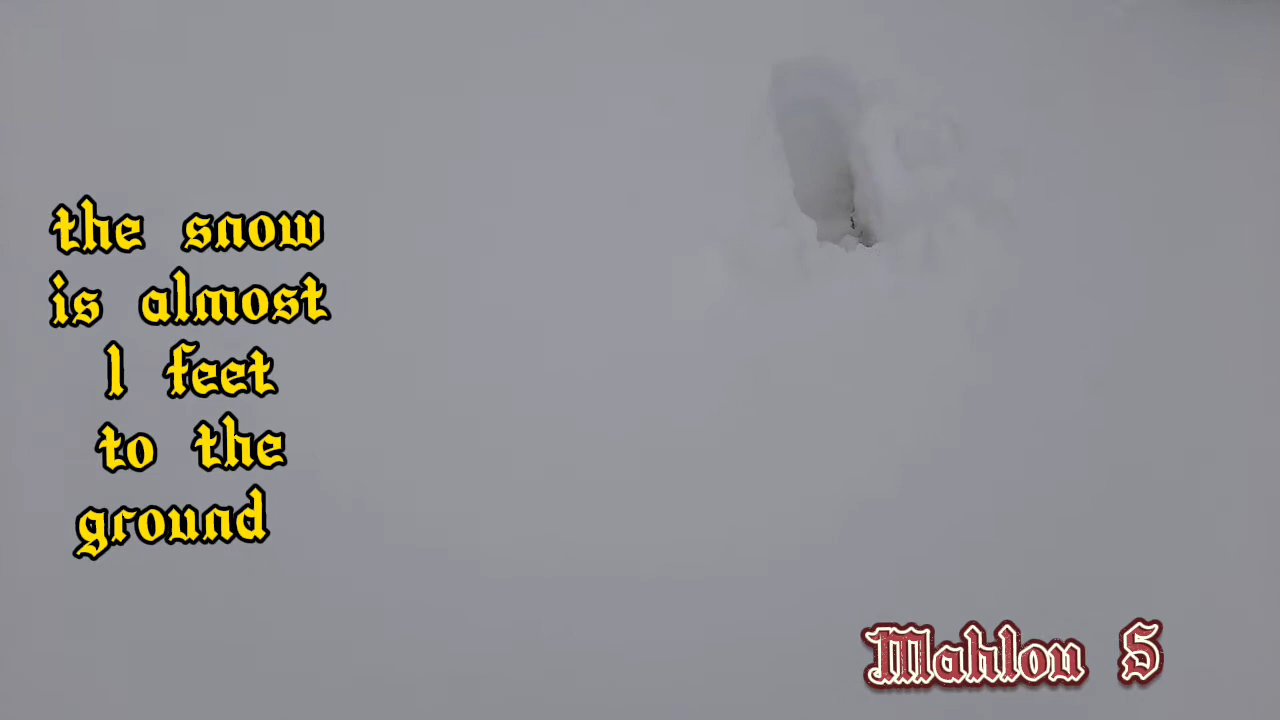 the snow
is almost
1 feet
to the
ground
Mahlou S